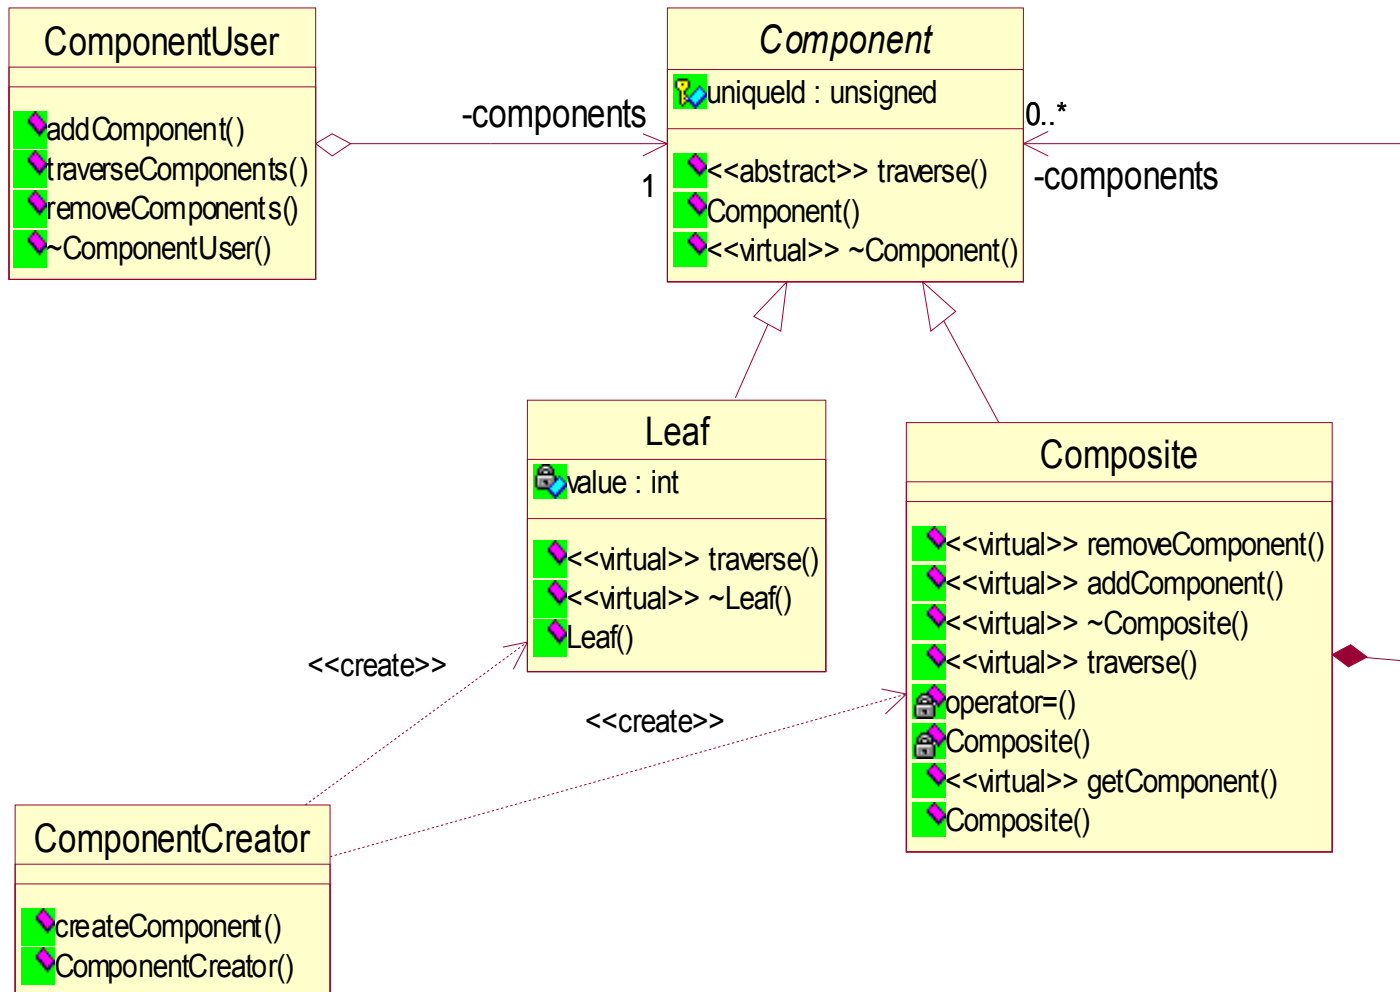 ComponentUser
addComponent()
traverseComponents()
removeComponents()
~ComponentUser()
-components
1
Component
uniqueId : unsigned
<<abstract>> traverse()
Component()
<<virtual>> ~Component()
0..*
-components
Leaf
value : int
<<virtual>> traverse()
<<virtual>> ~Leaf()
Leaf()
Composite
<<virtual>> removeComponent()
<<virtual>> addComponent()
<<virtual>> ~Composite()
<<virtual>> traverse()
operator=()
Composite()
<<virtual>> getComponent()
Composite()
<<create>>
<<create>>
ComponentCreator
createComponent()
ComponentCreator()